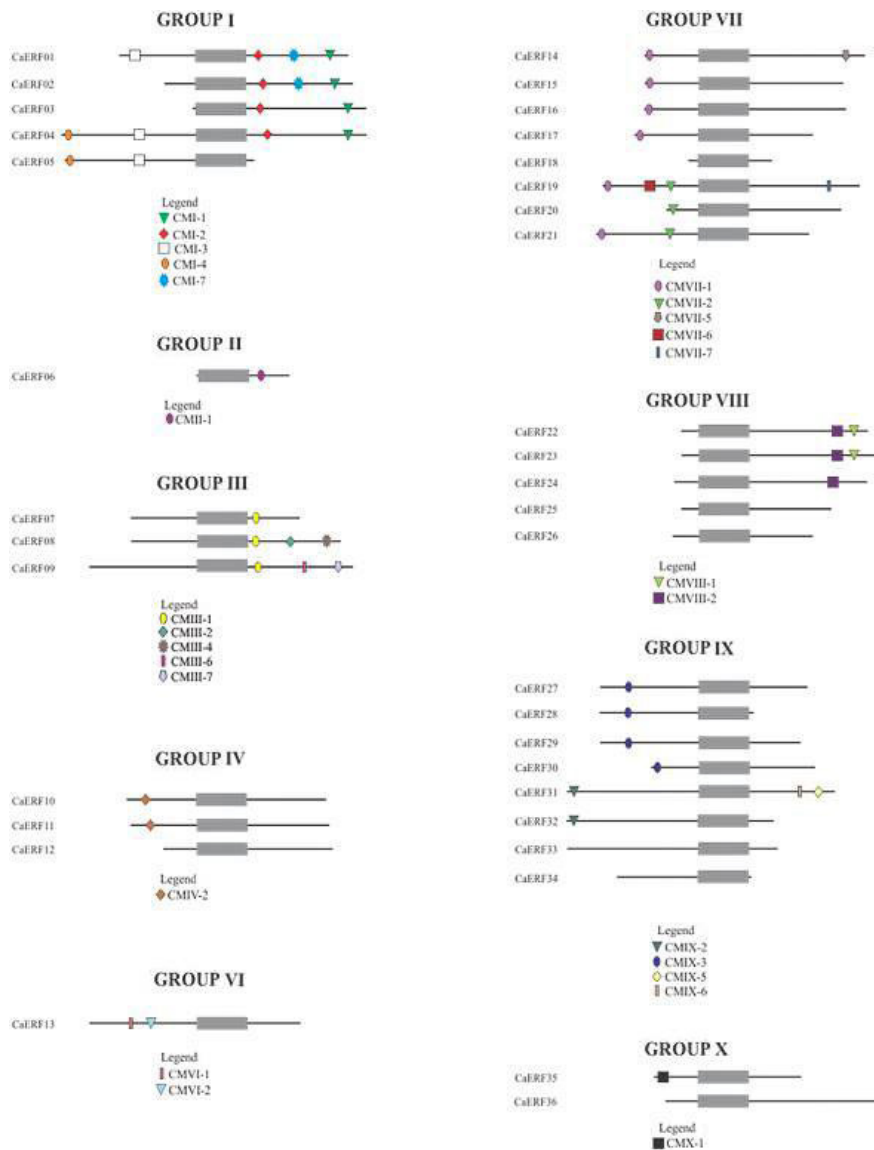 GROUP I
CaERF01
CaERF02
CaERF03
CaERF04
CaERF05
Legend
CMI-1
CMI-2
CMI-3
CMI-4
CMI-7
GROUP II
CaERF06
Legend
CMII-1
GROUP III
CaERF07
CaERF08
CaERF09
Legend
CMIII-1
CMIII-2
CMIII-4
CMIII-6
CMIII-7
GROUP IV
CaERF10
CaERF11
CaERF12
Legend
CMIV-2
GROUP VI
CaERF13
Legend
CMVI-1
CMVI-2
GROUP VII
CaERF14
CaERF15
CaERF16
CaERF17
CaERF18
CaERF19
CaERF20
CaERF21
Legend
CMVII-1
CMVII-2
CMVII-5
CMVII-6
CMVII-7
GROUP VIII
CaERF22
CaERF23
CaERF24
CaERF25
CaERF26
Legend
CMVIII-1
CMVIII-2
GROUP IX
CaERF27
CaERF28
CaERF29
CaERF30
CaERF31
CaERF32
CaERF33
CaERF34
Legend
CMIX-2
CMIX-3
CMIX-5
CMIX-6
GROUP X
CaERF35
CaERF36
Legend
CMX-1